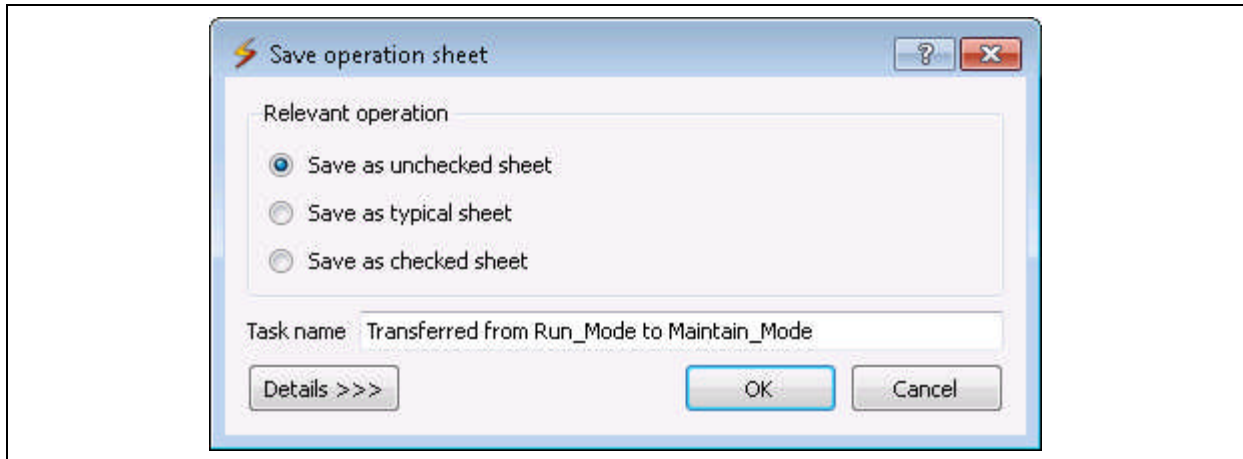 Save operation sheet
Relevant operation
Save as unchecked sheet
Save as typical sheet
Save as checked sheet
Task name Transferred from Run_Mode to Maintain_Mode
Details >>> OK Cancel